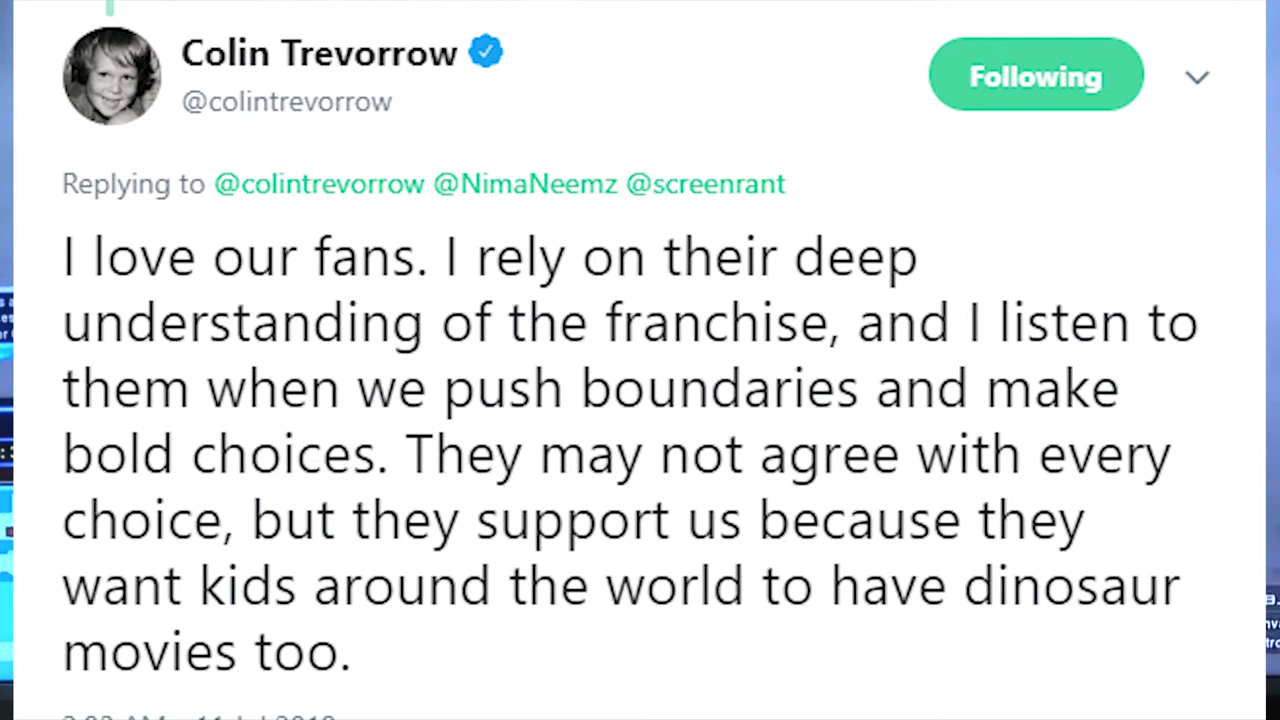 Colin Trevorrow
@colintrevorrow
Following
Replying to @colintrevorrow @NimaNeemz @screenrant
I love our fans. I rely on their deep
understanding of the franchise, and I listen to
them when we push boundaries and make
bold choices. They may not agree with every
choice, but they support us because they
want kids around the world to have dinosaur
movies too.